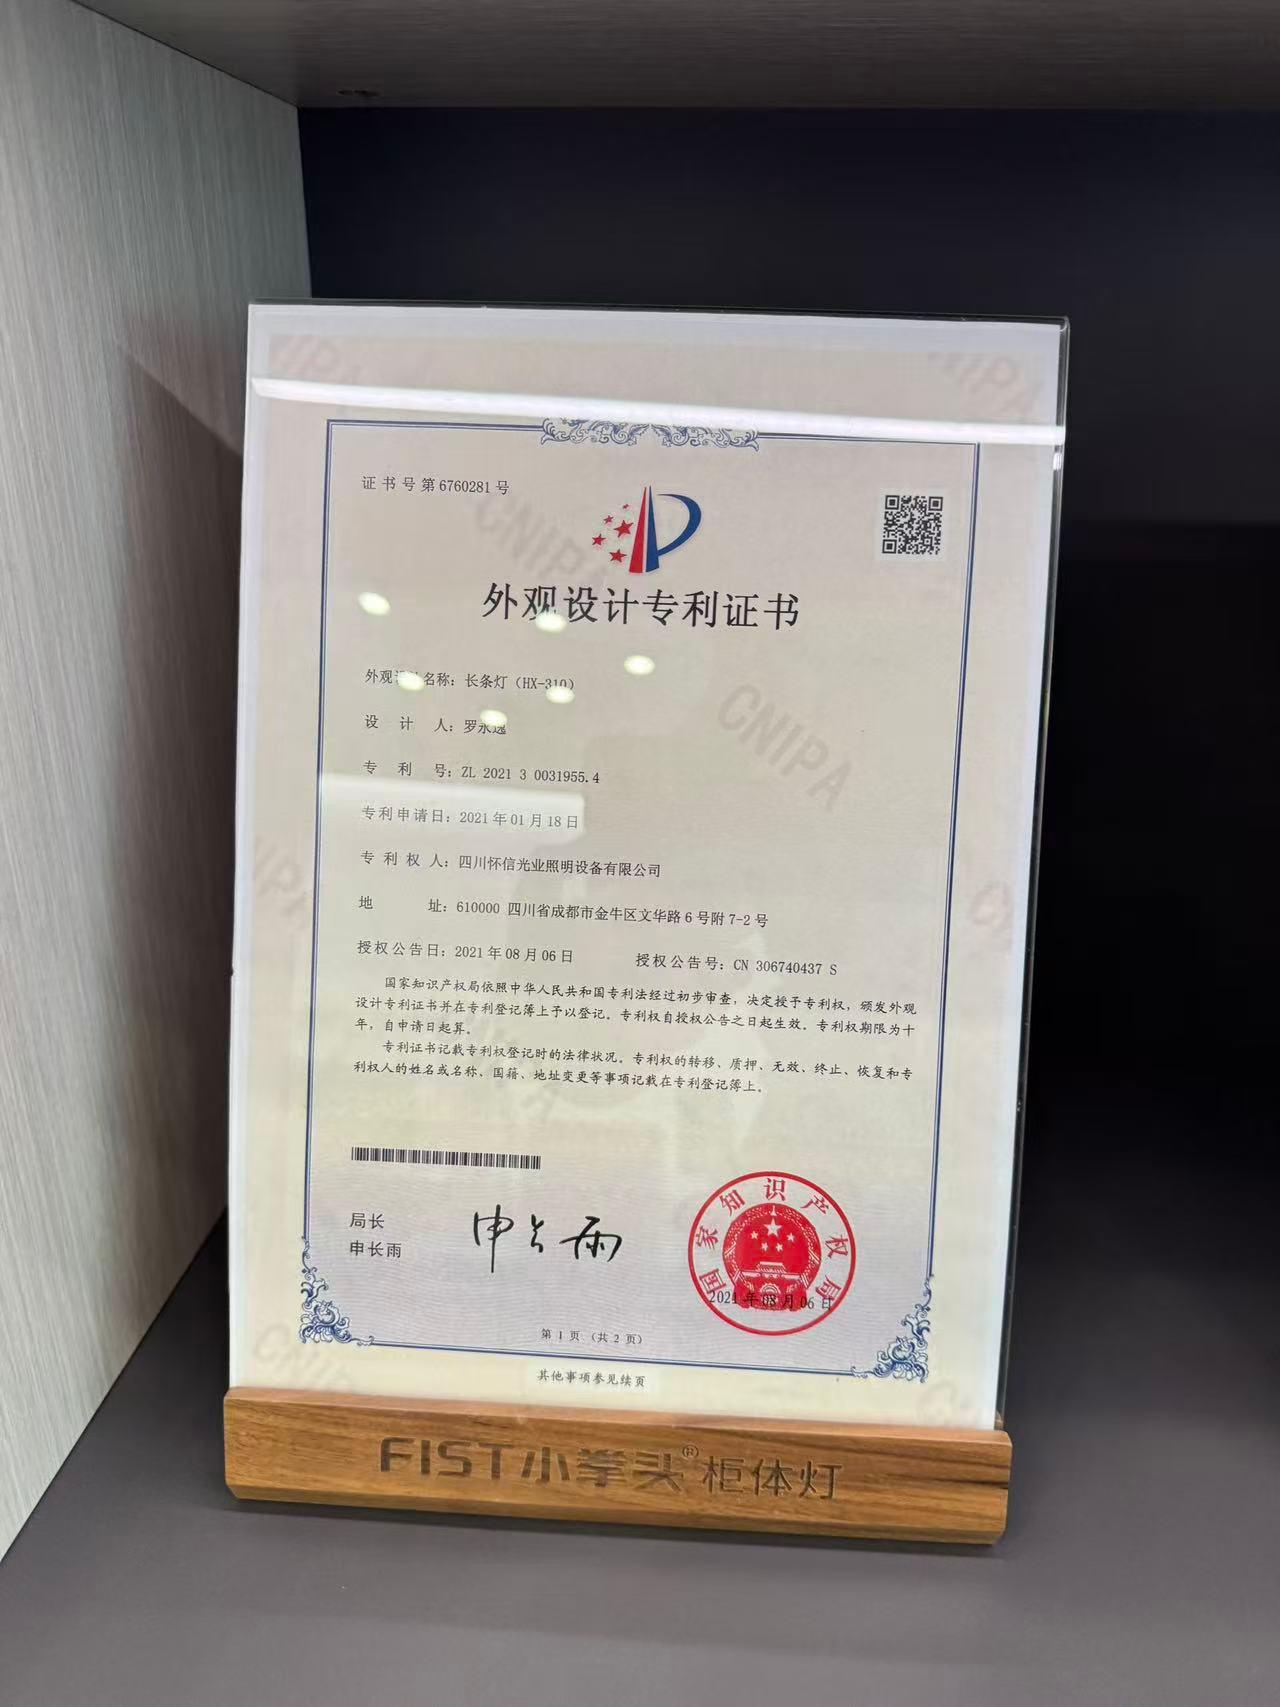 证书号第6760281号
外观设计专利证书
外观设计名称：长条灯（HX-310）
设 计 人：罗永逸
专 利 号：ZL 2021 3 0031955.4
专利申请日：2021年01月18日
专 利 权 人：四川怀信光业照明设备有限公司
地 址：610000 四川省成都市金牛区文华路6号附7-2号
授权公告日：2021年08月06日 授权公告号：CN 306740437 S
国家知识产权局依照中华人民共和国专利法经过初步审查，决定授予专利权，颁发外观
设计专利证书并在专利登记簿上予以登记。专利权自授权公告之日起生效。专利权期限为十
年，自申请日起算。
专利证书记载专利权登记时的法律状况。专利权的转移、质押、无效、终止、恢复和专
利权人的姓名或名称、国籍、地址变更等事项记载在专利登记簿上。
局长
申长雨
申长雨
国家知识产权局
2021年08月06日
第 1 页 （共 2 页）
其他事项参见续页
FIST小拳头®柜体灯
CNIPA
CNIPA
CNIPA